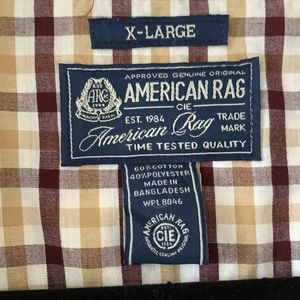 X-LARGE
APPROVED GENUINE ORIGINAL
AMERICAN RAG
CIE
EST. 1984
TRADE
MARK
American Rag
TIME TESTED QUALITY
60% COTTON
40% POLYESTER
MADE IN
BANGLADESH
WPL 8846
AMERICAN RAG
CIE